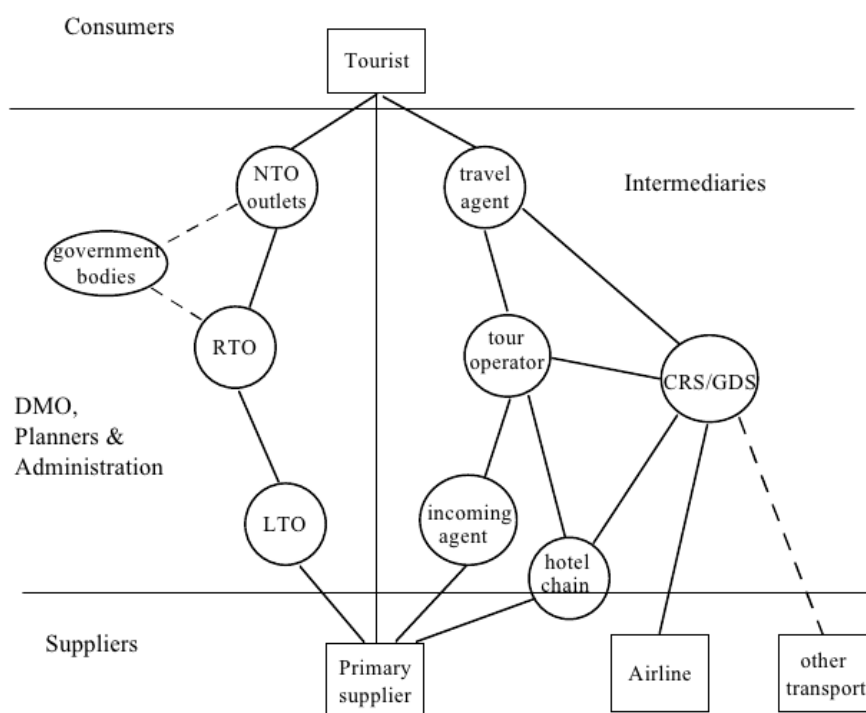 Consumers
Tourist
NTO
outlets
travel
agent
Intermediaries
government
bodies
RTO
tour
operator
CRS/GDS
DMO,
Planners &
Administration
LTO
incoming
agent
hotel
chain
Suppliers
Primary
supplier
Airline
other
transport